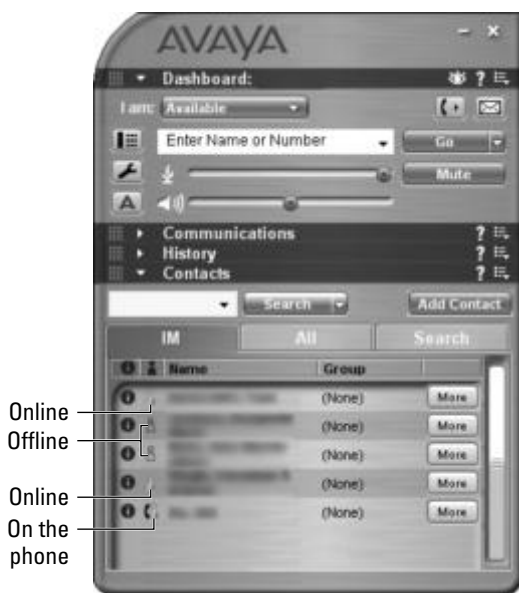 AVAYA
Dashboard:
I am: Available
Enter Name or Number
Go
Mute
A
Communications
History
Contacts
Search
Add Contact
IM All Search
Name Group
Online
(None) More
Offline
(None) More
(None) More
Online
(None) More
On the
phone
(None) More